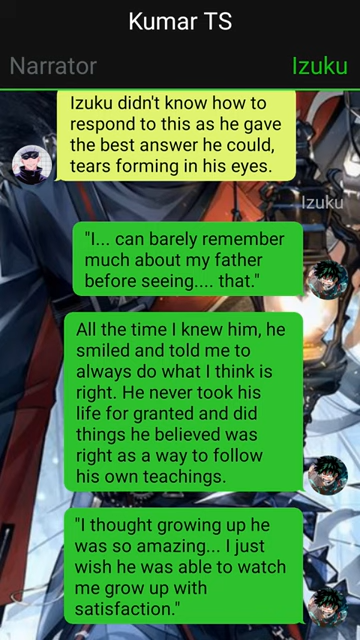 Kumar TS
Narrator
Izuku
Izuku didn't know how to
respond to this as he gave
the best answer he could,
tears forming in his eyes.
Izuku
"I... can barely remember
much about my father
before seeing.... that."
All the time I knew him, he
smiled and told me to
always do what I think is
right. He never took his
life for granted and did
things he believed was
right as a way to follow
his own teachings.
"I thought growing up he
was so amazing... I just
wish he was able to watch
me grow up with
satisfaction."